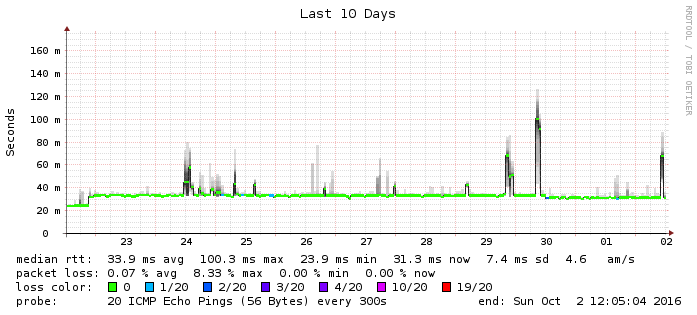 Last 10 Days
RRDTOOL / TOBI OETIKER
Seconds
160 m
140 m
120 m
100 m
80 m
60 m
40 m
20 m
0
23 24 25 26 27 28 29 30 01 02
median rtt: 33.9 ms avg 100.3 ms max 23.9 ms min 31.3 ms now 7.4 ms sd 4.6 am/s
packet loss: 0.07 % avg 8.33 % max 0.00 % min 0.00 % now
loss color: 0 1/20 2/20 3/20 4/20 10/20 19/20
probe: 20 ICMP Echo Pings (56 Bytes) every 300s end: Sun Oct 2 12:05:04 2016